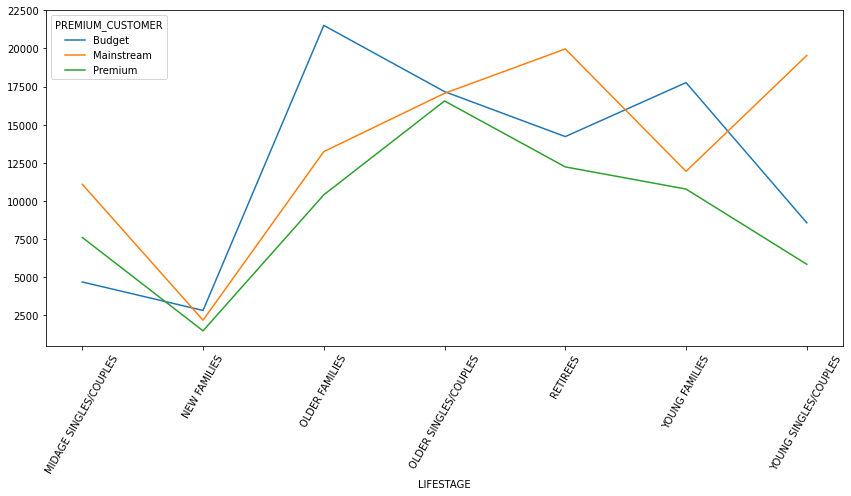 PREMIUM_CUSTOMER
Budget
Mainstream
Premium
22500
20000
17500
15000
12500
10000
7500
5000
2500
MIDAGE SINGLES/COUPLES
NEW FAMILIES
OLDER FAMILIES
OLDER SINGLES/COUPLES
RETIREES
YOUNG FAMILIES
YOUNG SINGLES/COUPLES
LIFESTAGE